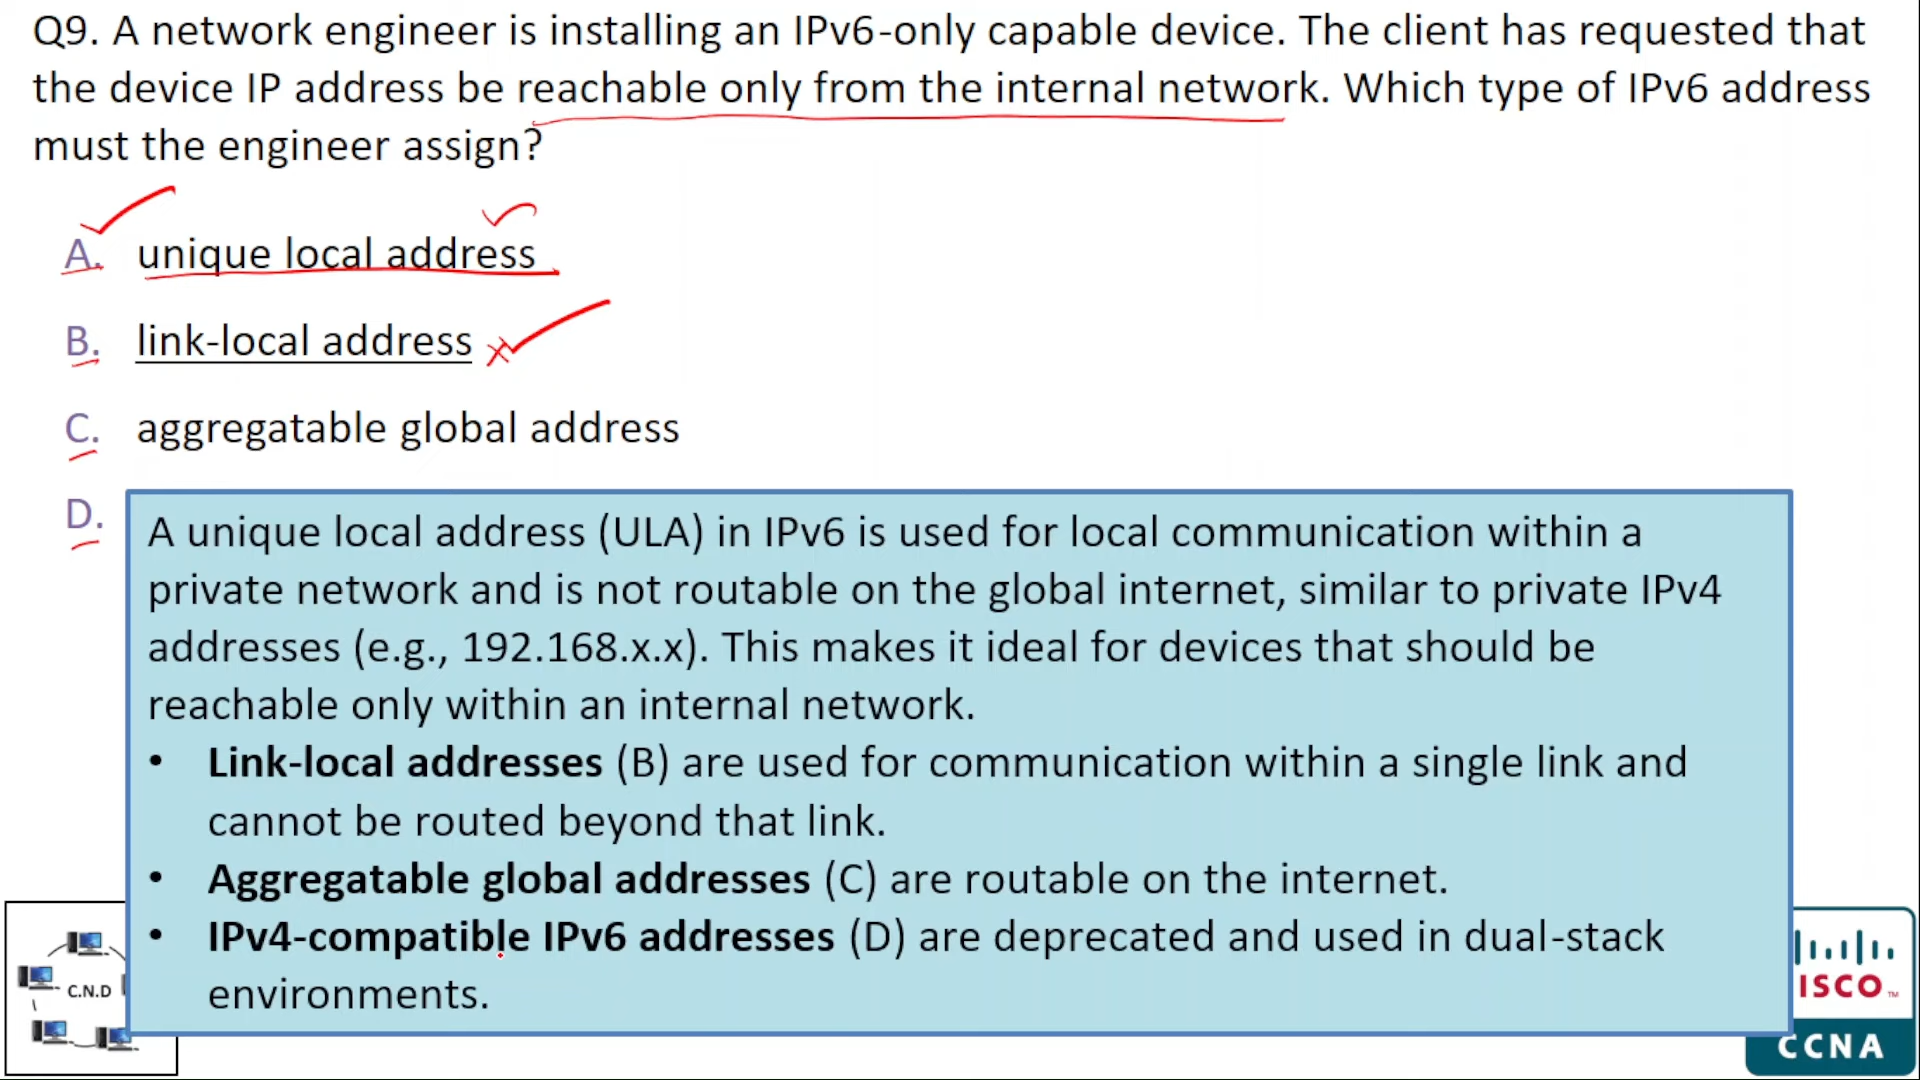 Q9. A network engineer is installing an IPv6-only capable device. The client has requested that
the device IP address be reachable only from the internal network. Which type of IPv6 address
must the engineer assign?
A. unique local address
B. link-local address
C. aggregatable global address
D.
A unique local address (ULA) in IPv6 is used for local communication within a
private network and is not routable on the global internet, similar to private IPv4
addresses (e.g., 192.168.x.x). This makes it ideal for devices that should be
reachable only within an internal network.
• Link-local addresses (B) are used for communication within a single link and
cannot be routed beyond that link.
• Aggregatable global addresses (C) are routable on the internet.
• IPv4-compatible IPv6 addresses (D) are deprecated and used in dual-stack
environments.
C.N.D
ISCO™
CCNA